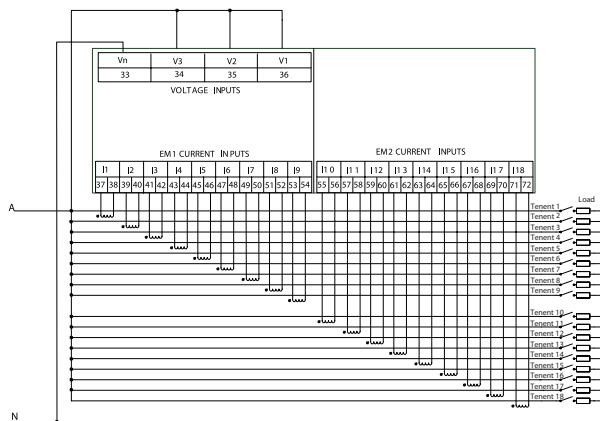 Vn V3 V2 V1
33 34 35 36
VOLTAGE INPUTS
EM1 CURRENT INPUTS EM2 CURRENT INPUTS
I1 I2 I3 I4 I5 I6 I7 I8 I9 I10 I11 I12 I13 I14 I15 I16 I17 I18
37 38 39 40 41 42 43 44 45 46 47 48 49 50 51 52 53 54 55 56 57 58 59 60 61 62 63 64 65 66 67 68 69 70 71 72
Load
A
Tenent 1
Tenent 2
Tenent 3
Tenent 4
Tenent 5
Tenent 6
Tenent 7
Tenent 8
Tenent 9
Tenent 10
Tenent 11
Tenent 12
Tenent 13
Tenent 14
Tenent 15
Tenent 16
Tenent 17
Tenent 18
N